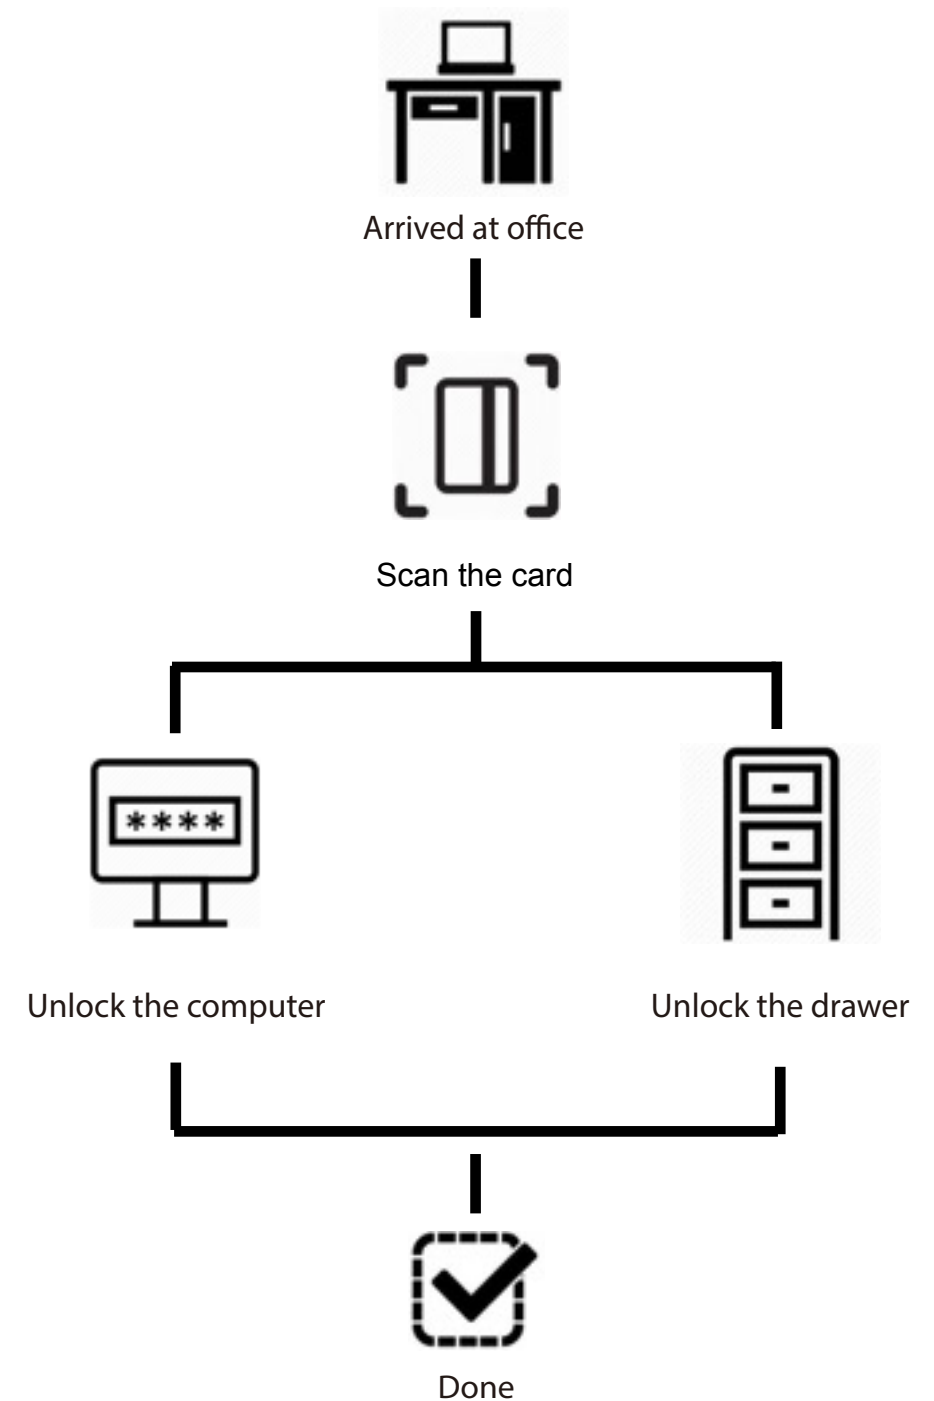 Arrived at office
Scan the card
****
Unlock the computer
Unlock the drawer
Done